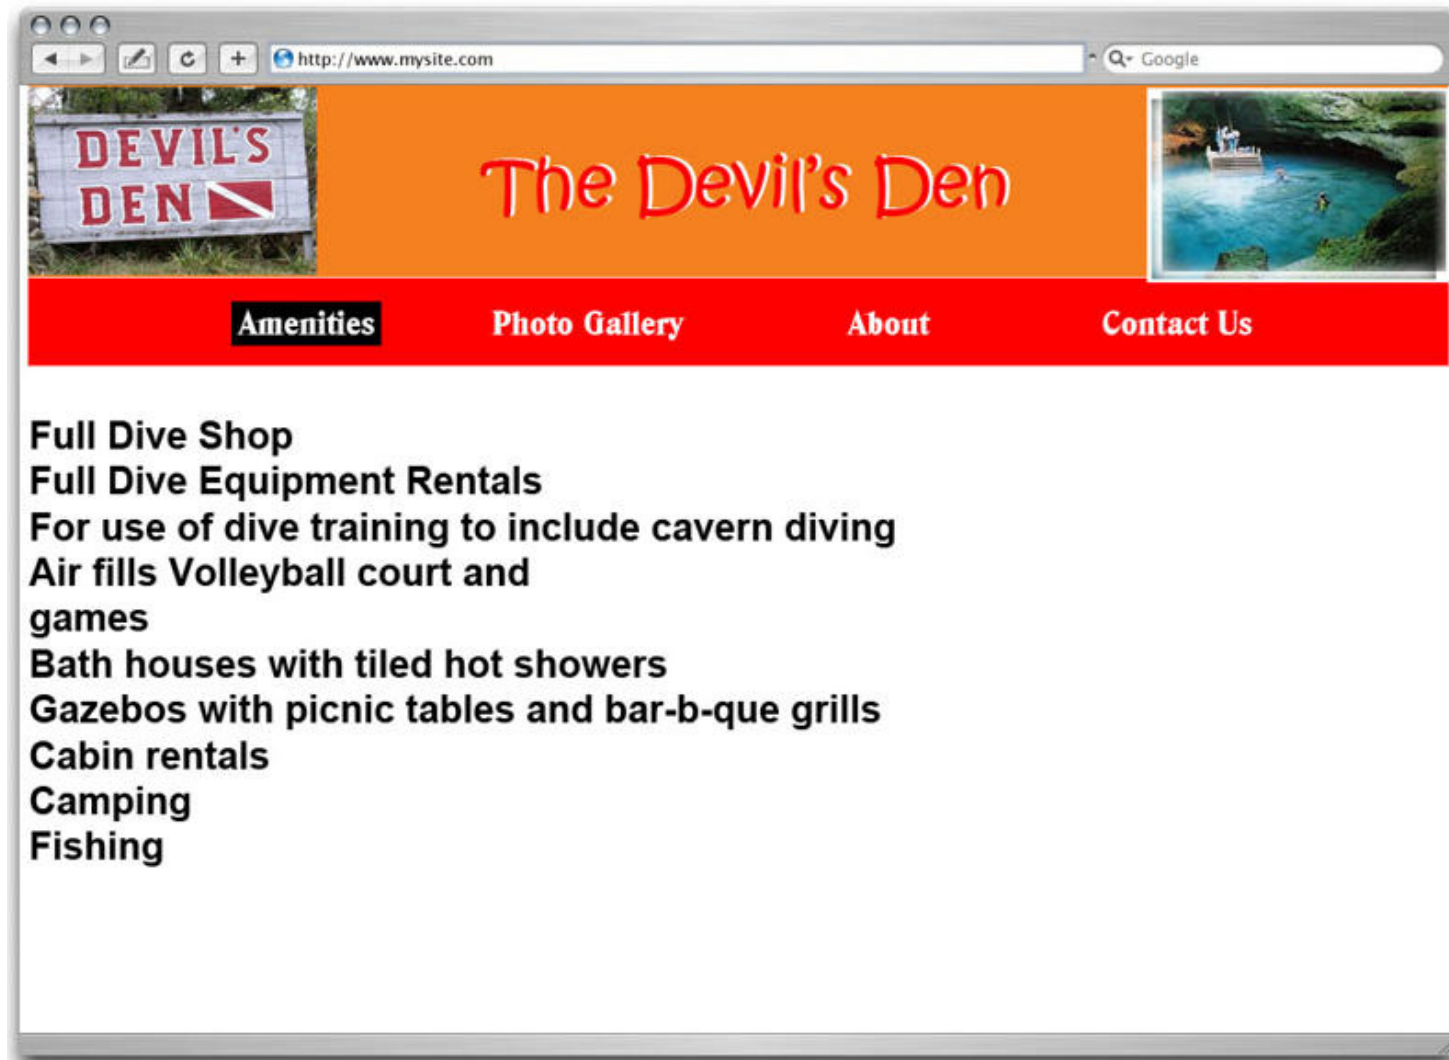 http://www.mysite.com
Google
DEVIL'S
DEN
The Devil's Den
Amenities Photo Gallery About Contact Us
Full Dive Shop
Full Dive Equipment Rentals
For use of dive training to include cavern diving
Air fills Volleyball court and
games
Bath houses with tiled hot showers
Gazebos with picnic tables and bar-b-que grills
Cabin rentals
Camping
Fishing